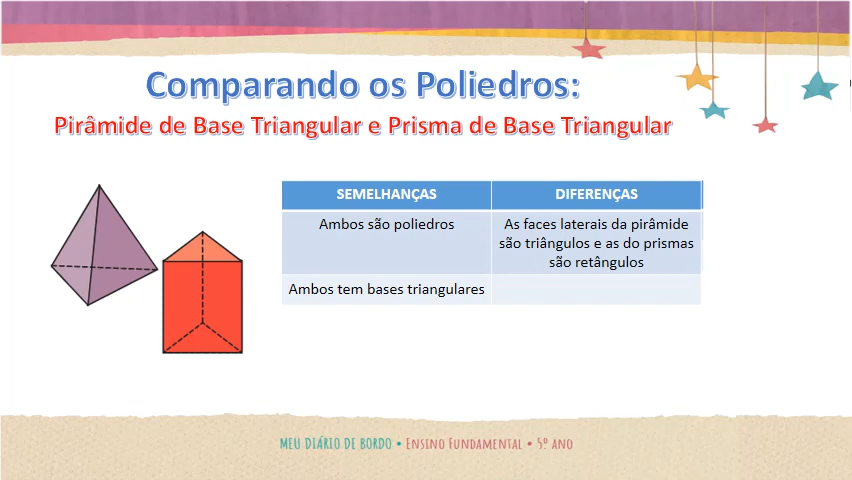 Comparando os Poliedros:
Pirâmide de Base Triangular e Prisma de Base Triangular
SEMELHANÇAS
DIFERENÇAS
Ambos são poliedros
As faces laterais da pirâmide
são triângulos e as do prismas
são retângulos
Ambos tem bases triangulares
MEU DIÁRIO DE BORDO • ENSINO FUNDAMENTAL • 5º ANO